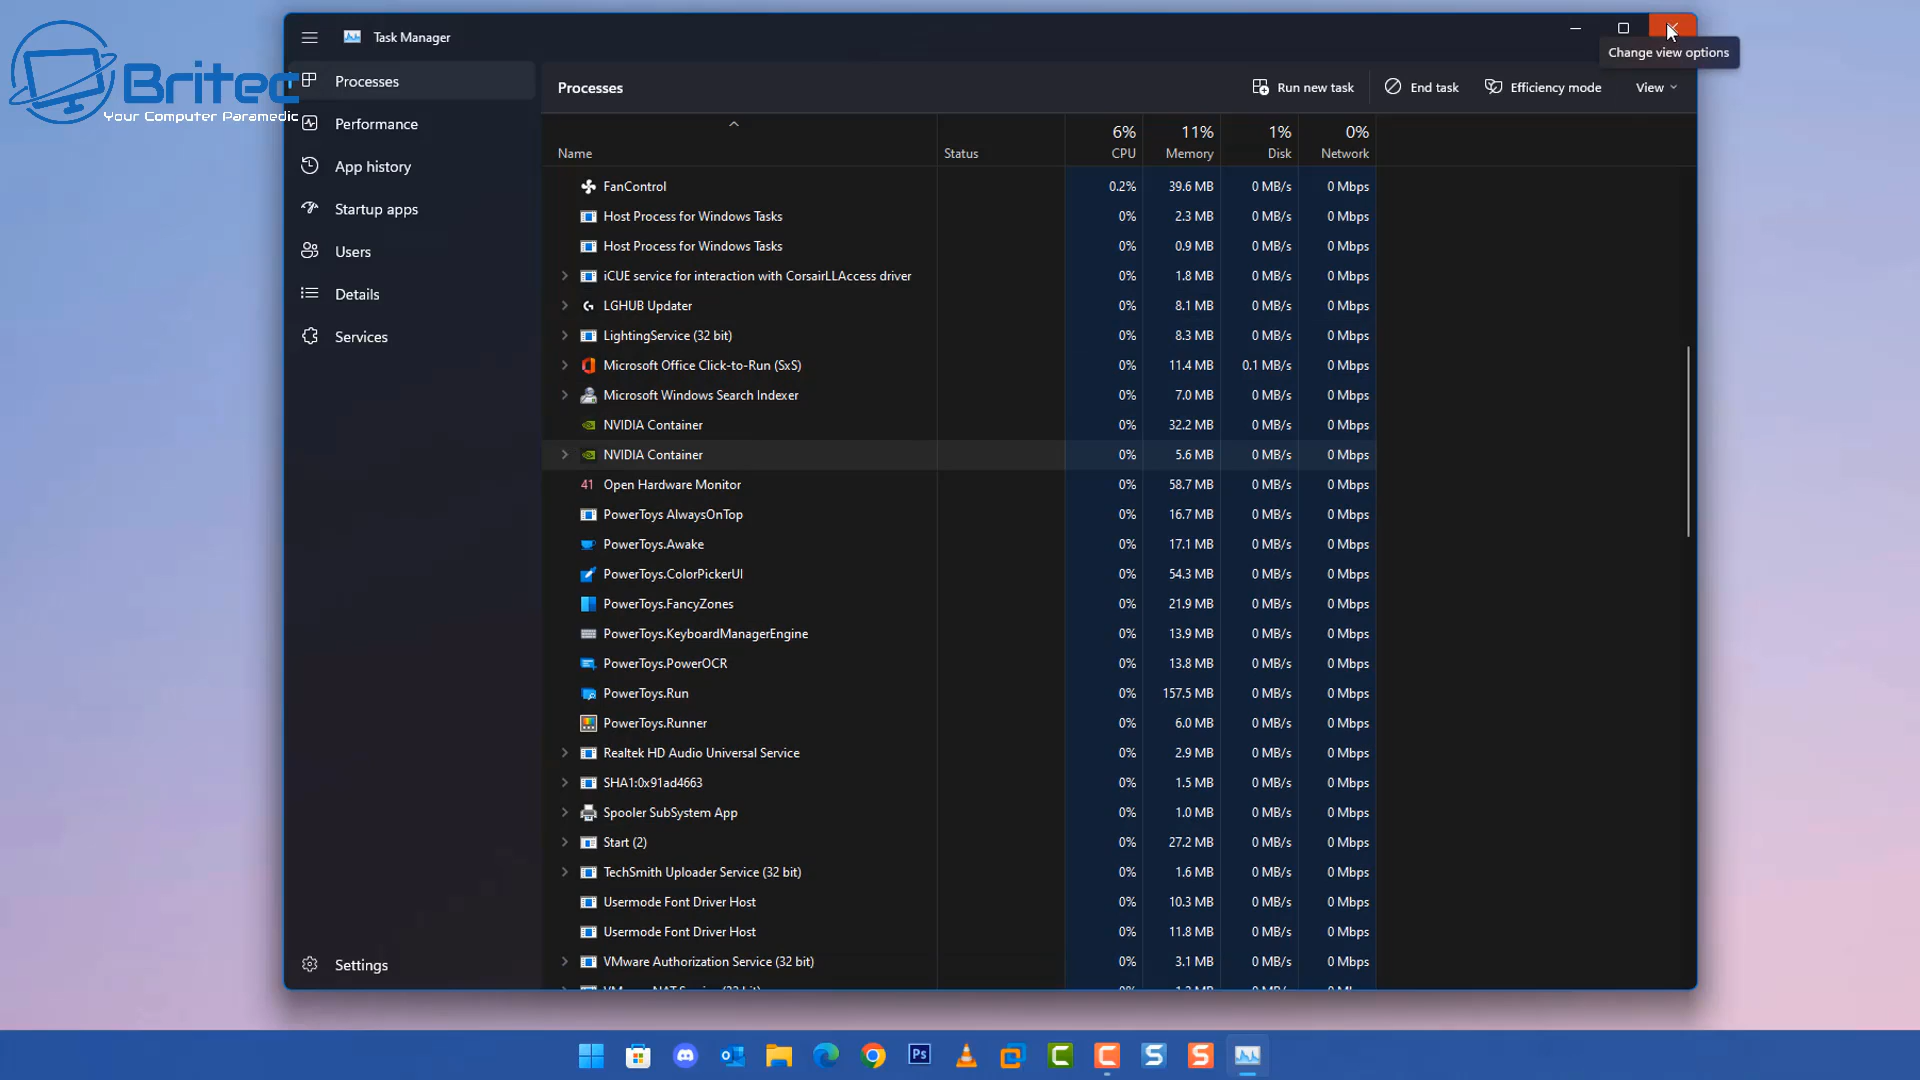 Britec
Your Computer Paramedic
Task Manager
Change view options
Processes
Performance
App history
Startup apps
Users
Details
Services
Settings
Processes
Run new task
End task
Efficiency mode
View
6% 11% 1% 0%
Name Status CPU Memory Disk Network
FanControl 0.2% 39.6 MB 0 MB/s 0 Mbps
Host Process for Windows Tasks 0% 2.3 MB 0 MB/s 0 Mbps
Host Process for Windows Tasks 0% 0.9 MB 0 MB/s 0 Mbps
iCUE service for interaction with CorsairLLAccess driver 0% 1.8 MB 0 MB/s 0 Mbps
LGHUB Updater 0% 8.1 MB 0 MB/s 0 Mbps
LightingService (32 bit) 0% 8.3 MB 0 MB/s 0 Mbps
Microsoft Office Click-to-Run (SxS) 0% 11.4 MB 0.1 MB/s 0 Mbps
Microsoft Windows Search Indexer 0% 7.0 MB 0 MB/s 0 Mbps
NVIDIA Container 0% 32.2 MB 0 MB/s 0 Mbps
NVIDIA Container 0% 5.6 MB 0 MB/s 0 Mbps
41 Open Hardware Monitor 0% 58.7 MB 0 MB/s 0 Mbps
PowerToys AlwaysOnTop 0% 16.7 MB 0 MB/s 0 Mbps
PowerToys.Awake 0% 17.1 MB 0 MB/s 0 Mbps
PowerToys.ColorPickerUI 0% 54.3 MB 0 MB/s 0 Mbps
PowerToys.FancyZones 0% 21.9 MB 0 MB/s 0 Mbps
PowerToys.KeyboardManagerEngine 0% 13.9 MB 0 MB/s 0 Mbps
PowerToys.PowerOCR 0% 13.8 MB 0 MB/s 0 Mbps
PowerToys.Run 0% 157.5 MB 0 MB/s 0 Mbps
PowerToys.Runner 0% 6.0 MB 0 MB/s 0 Mbps
Realtek HD Audio Universal Service 0% 2.9 MB 0 MB/s 0 Mbps
SHA1:0x91ad4663 0% 1.5 MB 0 MB/s 0 Mbps
Spooler SubSystem App 0% 1.0 MB 0 MB/s 0 Mbps
Start (2) 0% 27.2 MB 0 MB/s 0 Mbps
TechSmith Uploader Service (32 bit) 0% 1.6 MB 0 MB/s 0 Mbps
Usermode Font Driver Host 0% 10.3 MB 0 MB/s 0 Mbps
Usermode Font Driver Host 0% 11.8 MB 0 MB/s 0 Mbps
VMware Authorization Service (32 bit) 0% 3.1 MB 0 MB/s 0 Mbps
Ps